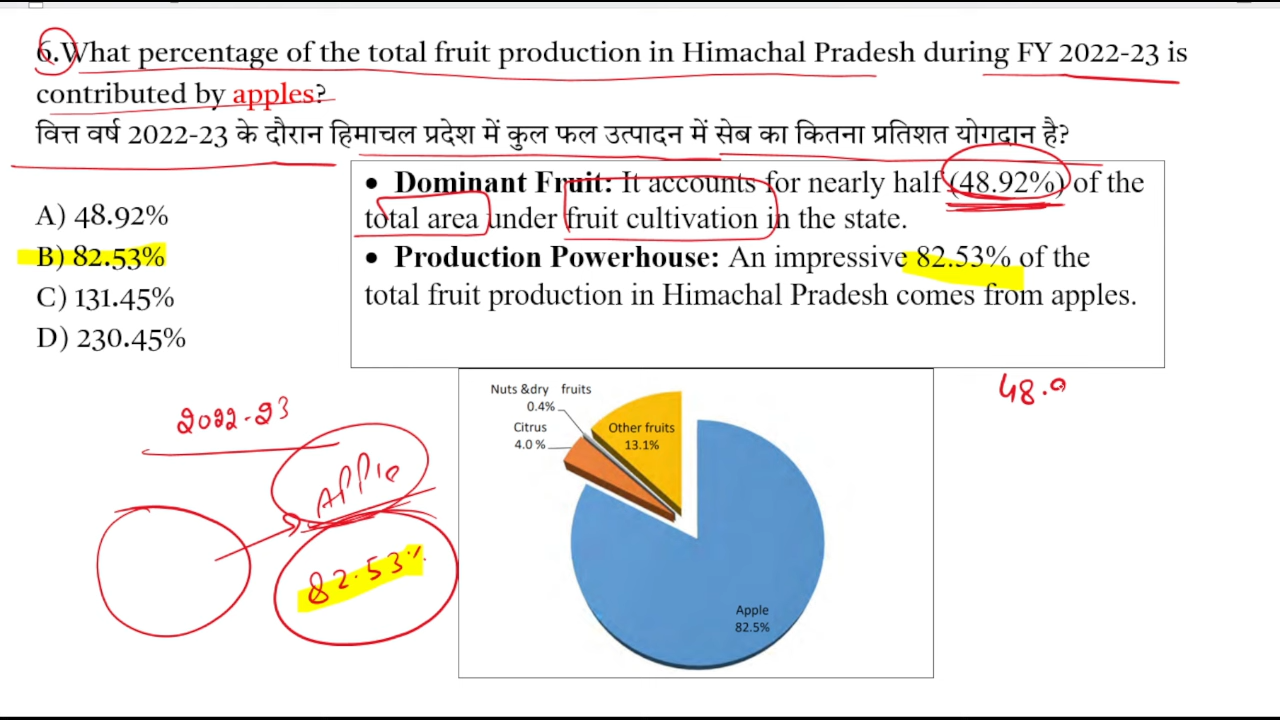 6.What percentage of the total fruit production in Himachal Pradesh during FY 2022-23 is
contributed by apples?
वित्त वर्ष 2022-23 के दौरान हिमाचल प्रदेश में कुल फल उत्पादन में सेब का कितना प्रतिशत योगदान है?
A) 48.92%
B) 82.53%
C) 131.45%
D) 230.45%
• Dominant Fruit: It accounts for nearly half (48.92%) of the
total area under fruit cultivation in the state.
• Production Powerhouse: An impressive 82.53% of the
total fruit production in Himachal Pradesh comes from apples.
48.9
2022-23
Apple
82.53%
Nuts &dry fruits
0.4%
Citrus
4.0 %
Other fruits
13.1%
Apple
82.5%